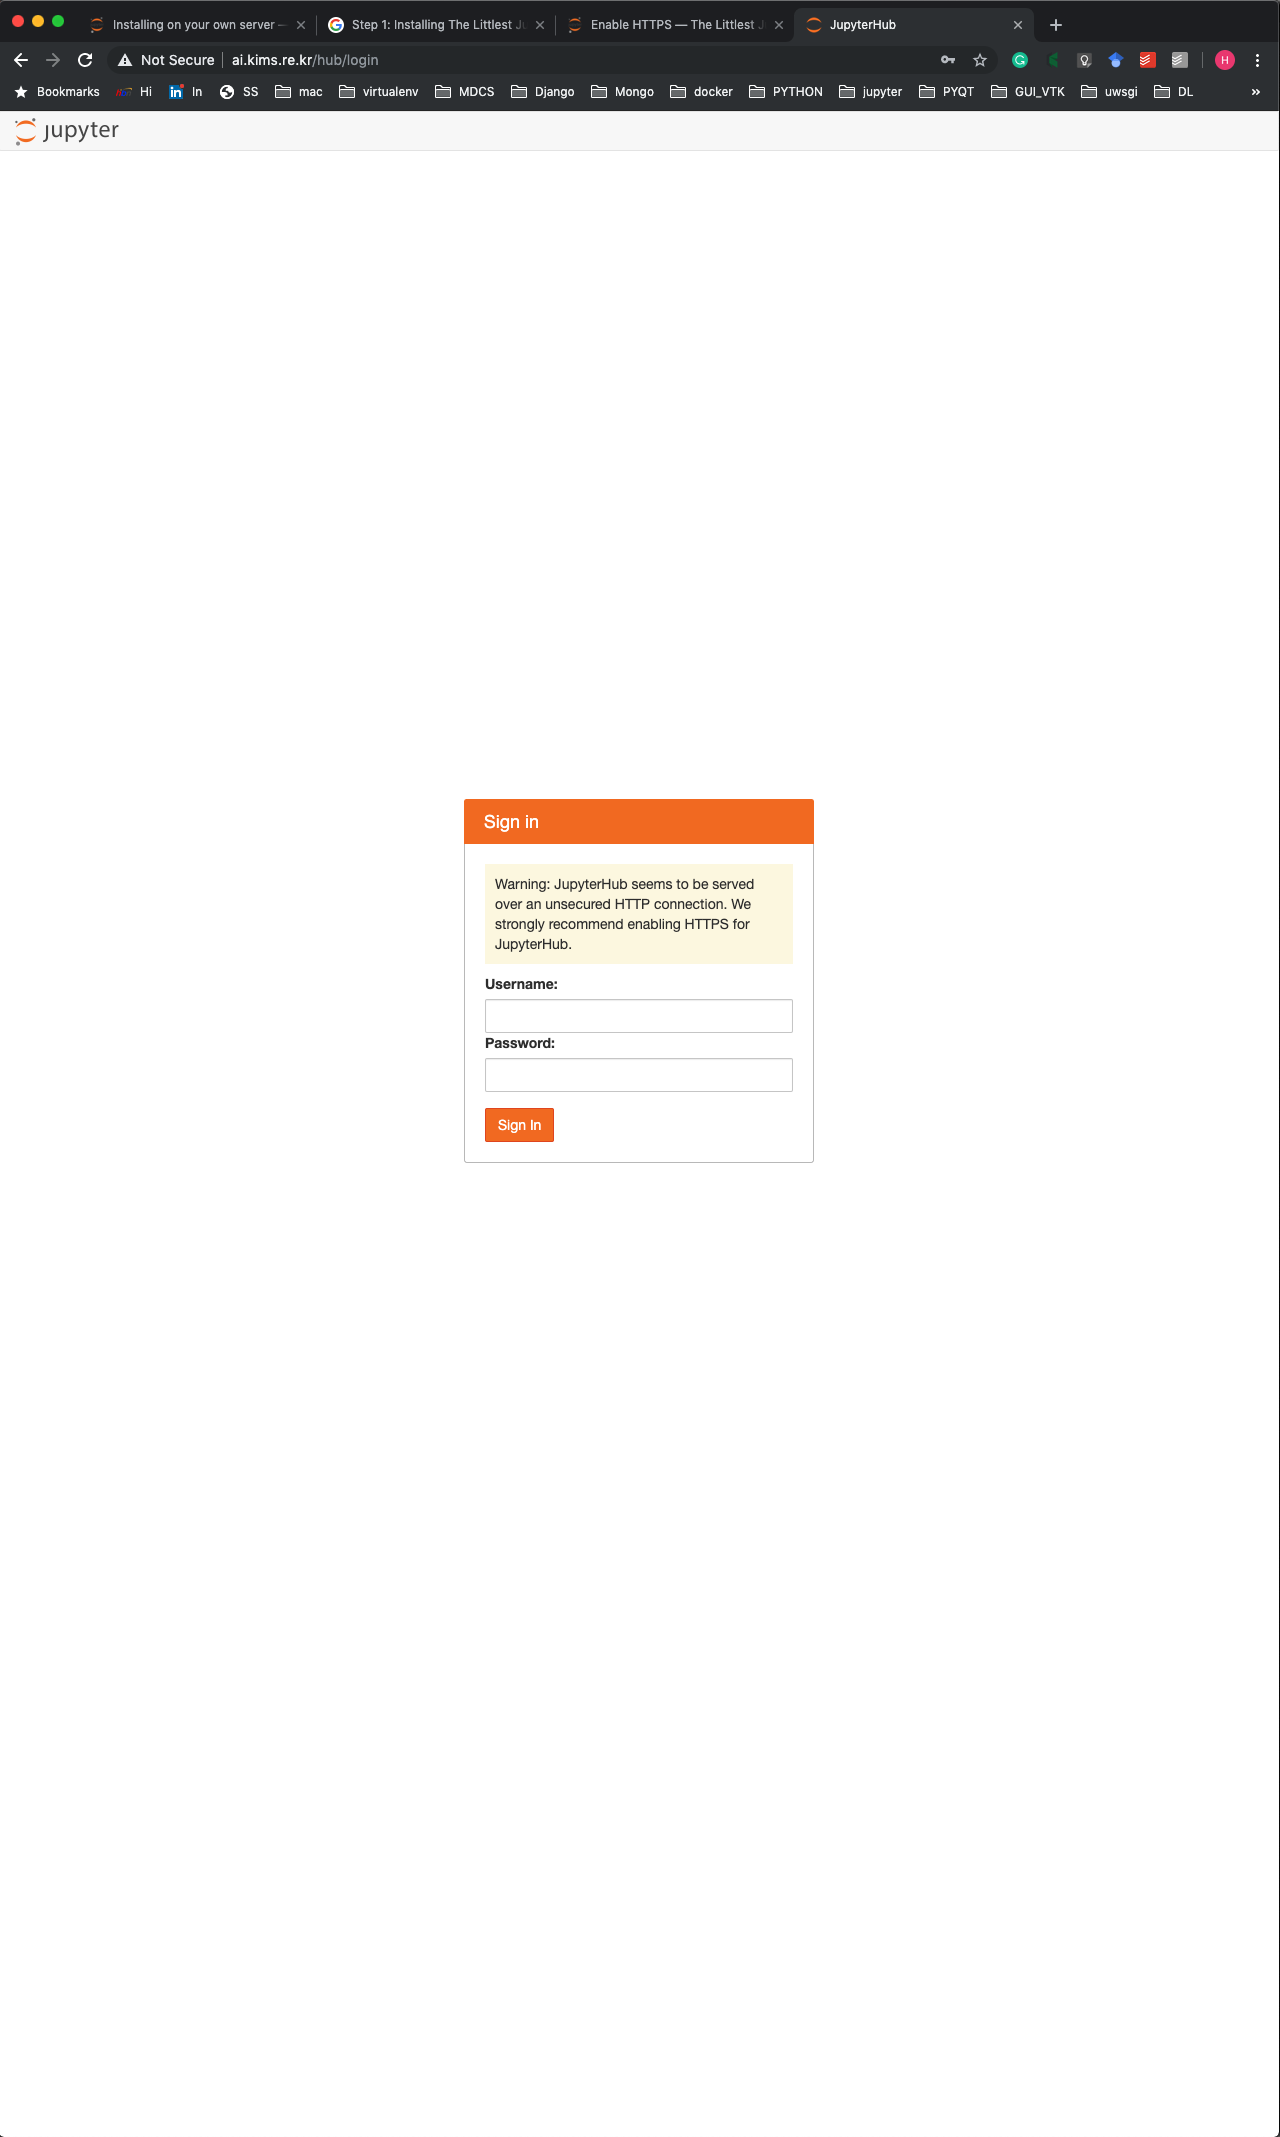 Installing on your own server –
Step 1: Installing The Littlest Ju
Enable HTTPS — The Littlest J
JupyterHub
Not Secure
ai.kims.re.kr/hub/login
H
Bookmarks
Hi
In
SS
mac
virtualenv
MDCS
Django
Mongo
docker
PYTHON
jupyter
PYQT
GUI_VTK
uwsgi
DL
»
jupyter
Sign in
Warning: JupyterHub seems to be served
over an unsecured HTTP connection. We
strongly recommend enabling HTTPS for
JupyterHub.
Username:
Password:
Sign In